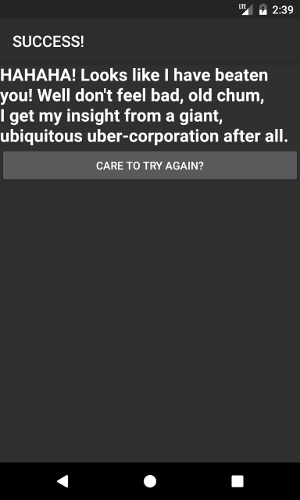 LTE 2:39
SUCCESS!
HAHAHA! Looks like I have beaten
you! Well don't feel bad, old chum,
I get my insight from a giant,
ubiquitous uber-corporation after all.
CARE TO TRY AGAIN?